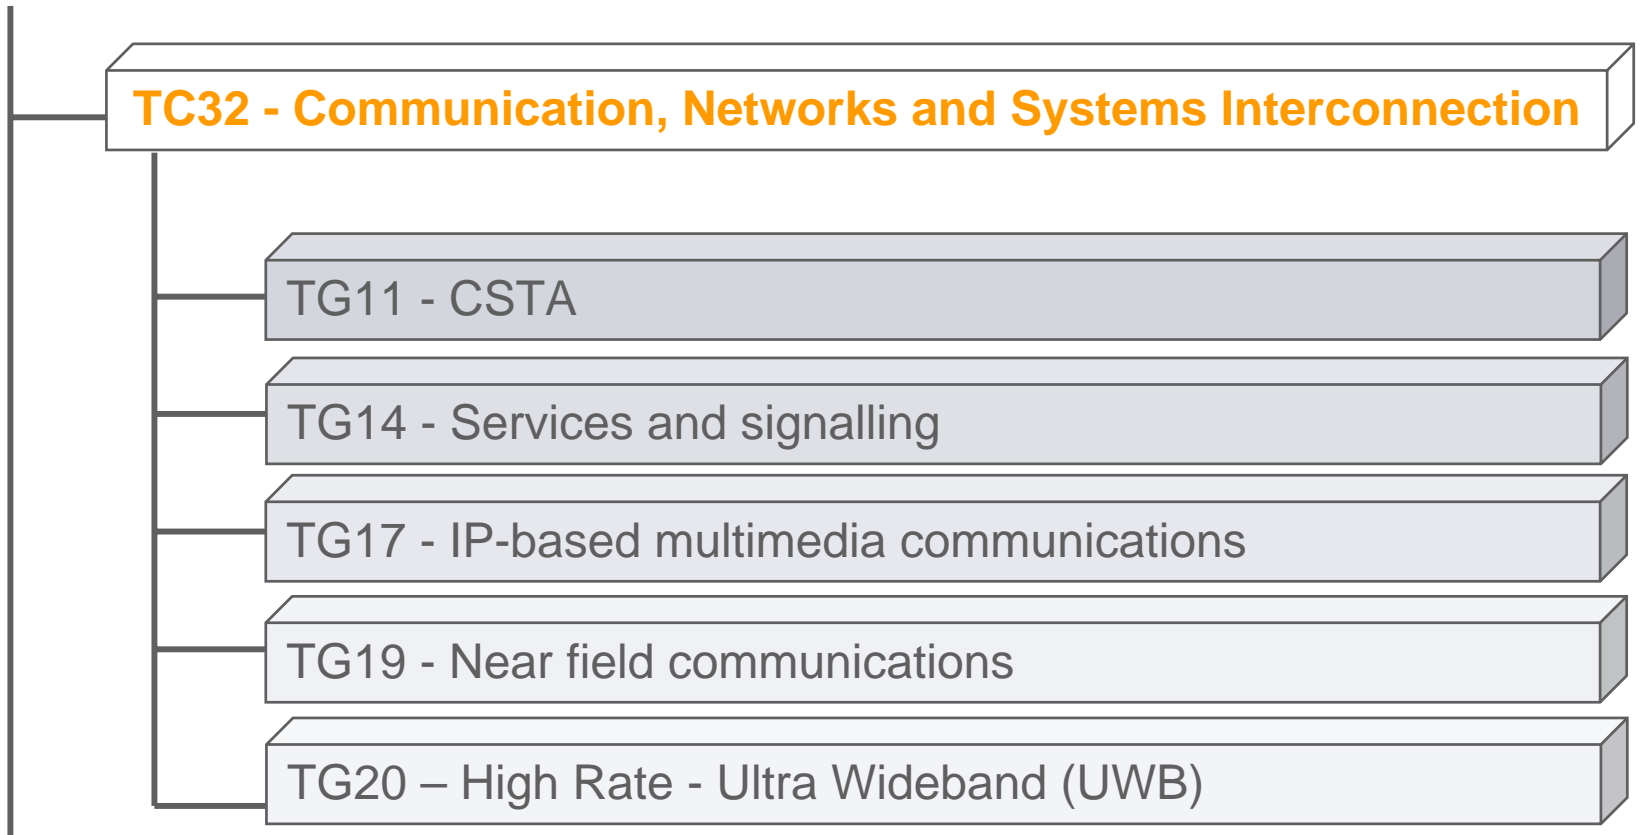 TC32 - Communication, Networks and Systems Interconnection
TG11 - CSTA
TG14 - Services and signalling
TG17 - IP-based multimedia communications
TG19 - Near field communications
TG20 – High Rate - Ultra Wideband (UWB)